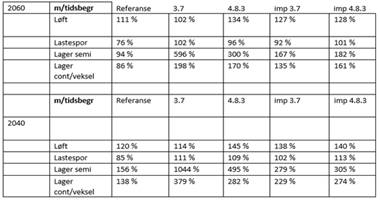 2060 m/tidsbegr Referanse 3.7 4.8.3 imp 3.7 imp 4.8.3
Løft 111 % 102 % 134 % 127 % 128 %
Lastespor 76 % 102 % 96 % 92 % 101 %
Lager semi 94 % 596 % 300 % 167 % 182 %
Lager cont/veksel 86 % 198 % 170 % 135 % 161 %
m/tidsbegr Referanse 3.7 4.8.3 imp 3.7 imp 4.8.3
2040
Løft 120 % 114 % 145 % 138 % 140 %
Lastespor 85 % 111 % 109 % 102 % 113 %
Lager semi 156 % 1044 % 495 % 279 % 305 %
Lager cont/veksel 138 % 379 % 282 % 229 % 274 %